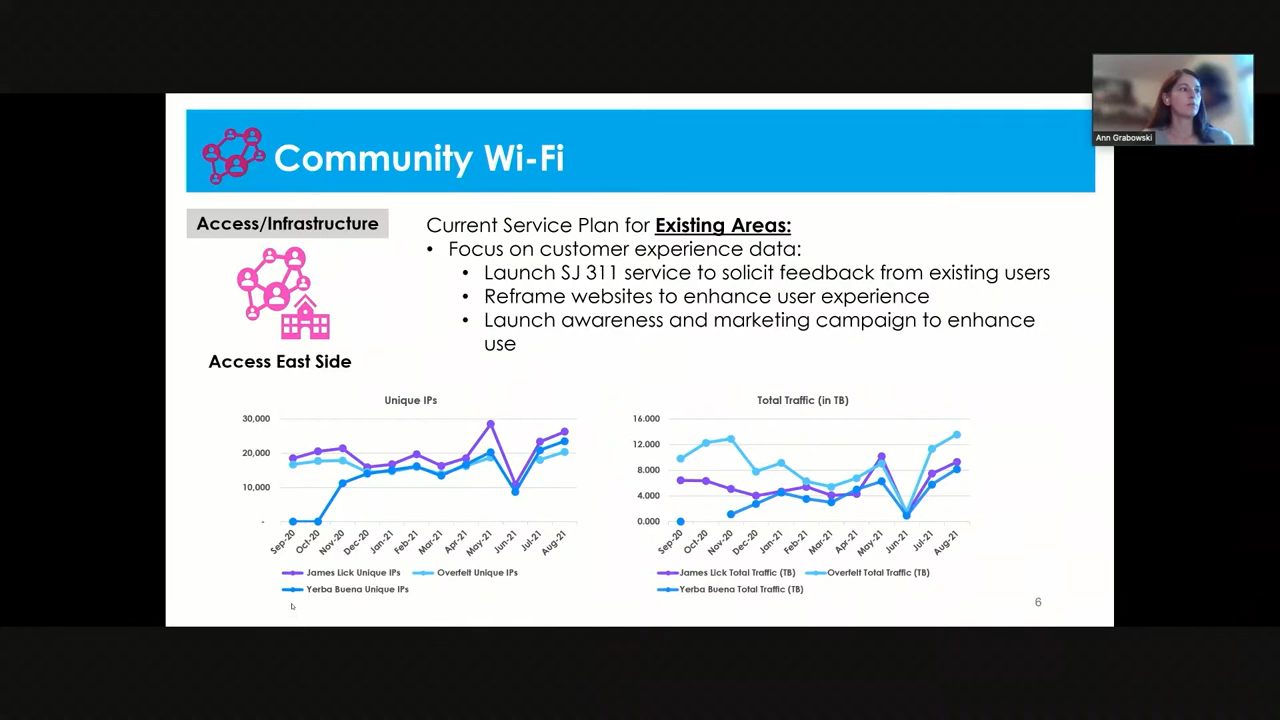 Ann Grabowski
Community Wi-Fi
Access/Infrastructure
Access East Side
Current Service Plan for Existing Areas:
• Focus on customer experience data:
• Launch SJ 311 service to solicit feedback from existing users
• Reframe websites to enhance user experience
• Launch awareness and marketing campaign to enhance
use
Unique IPs
30,000
20,000
10,000
-
Sep-20 Oct-20 Nov-20 Dec-20 Jan-21 Feb-21 Mar-21 Apr-21 May-21 Jun-21 Jul-21 Aug-21
James Lick Unique IPs Overfelt Unique IPs
Yerba Buena Unique IPs
Total Traffic (in TB)
16.000
12.000
8.000
4.000
0.000
Sep-20 Oct-20 Nov-20 Dec-20 Jan-21 Feb-21 Mar-21 Apr-21 May-21 Jun-21 Jul-21 Aug-21
James Lick Total Traffic (TB) Overfelt Total Traffic (TB)
Yerba Buena Total Traffic (TB)
6